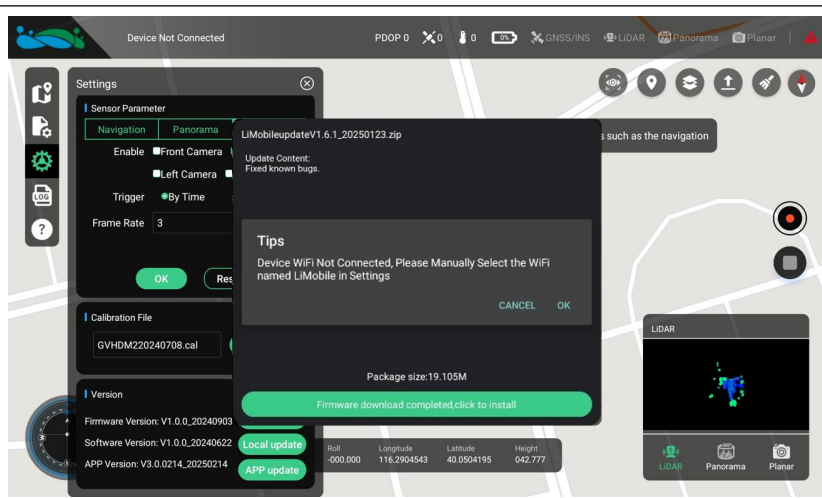 Device Not Connected
PDOP 0
0
0
0%
GNSS/INS
LiDAR
Panorama
Planar
Settings
Sensor Parameter
Navigation
Panorama
Enable
Front Camera
Left Camera
Trigger
By Time
Frame Rate
3
OK
Calibration File
GVHDM220240708.cal
Version
Firmware Version: V1.0.0_20240903
Software Version: V1.0.0_20240622
Local update
APP Version: V3.0.0214_20250214
APP update
LiMobileupdateV1.6.1_20250123.zip
Update Content:
Fixed known bugs.
Tips
Device WiFi Not Connected, Please Manually Select the WiFi
named LiMobile in Settings
CANCEL
OK
Package size:19.105M
Firmware download completed,click to install
such as the navigation
Roll
-000.000
Longitude
116.2904543
Latitude
40.0504195
Height
042.777
LiDAR
LiDAR
Panorama
Planar
LOG
?